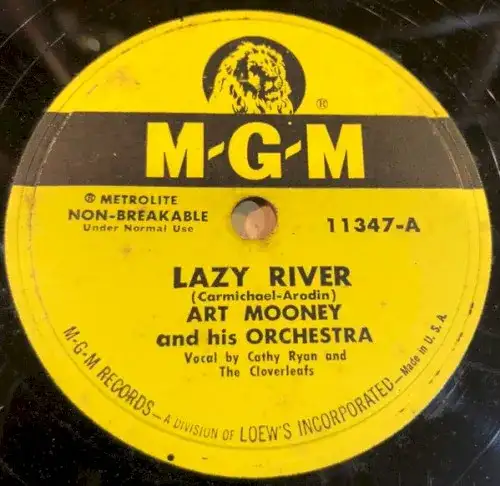 ®
M-G-M
® METROLITE
NON-BREAKABLE
Under Normal Use
11347-A
LAZY RIVER
(Carmichael-Arodin)
ART MOONEY
and his ORCHESTRA
Vocal by Cathy Ryan and
The Cloverleafs
M-G-M RECORDS—A DIVISION OF LOEW'S INCORPORATED—Made in U.S.A.